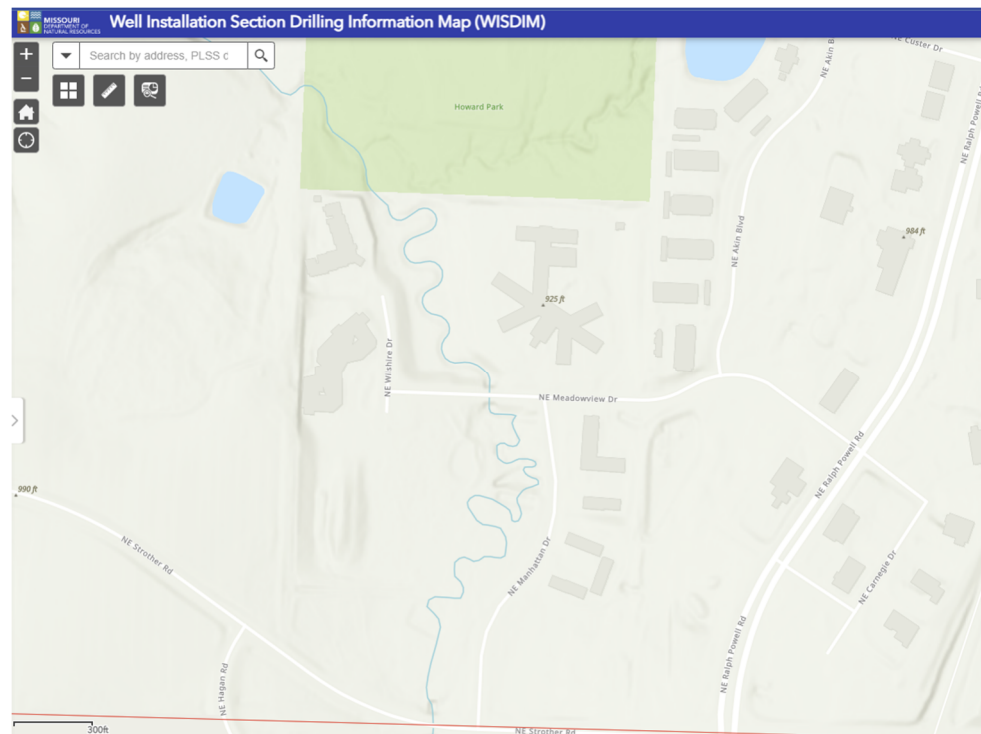 MISSOURI
DEPARTMENT OF
NATURAL RESOURCES
Well Installation Section Drilling Information Map (WISDIM)
+
Search by address, PLSS c
−
NE Custer Dr
NE Akin B
Howard Park
NE Ralph Powell Rd
984 ft
NE Akin Blvd
925 ft
NE Wilshire Dr
NE Meadowview Dr
NE Ralph Powell Rd
990 ft
NE Strother Rd
NE Manhattan Dr
NE Carnegie Dr
NE Ralph Powell Rd
NE Hagan Rd
300ft
NE Strother Rd